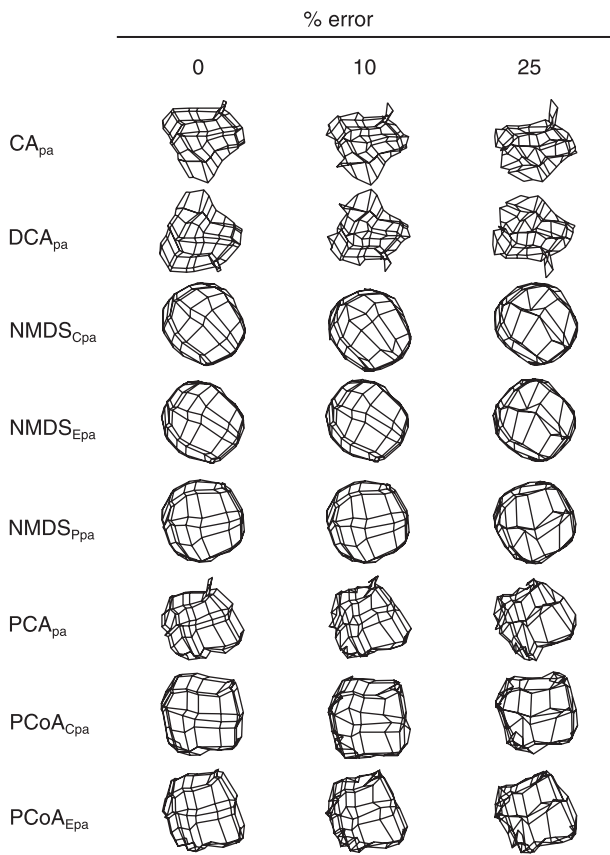 % error
0 10 25
CApa
DCApa
NMDSCpa
NMDSEpa
NMDSPpa
PCApa
PCoACpa
PCoAEpa